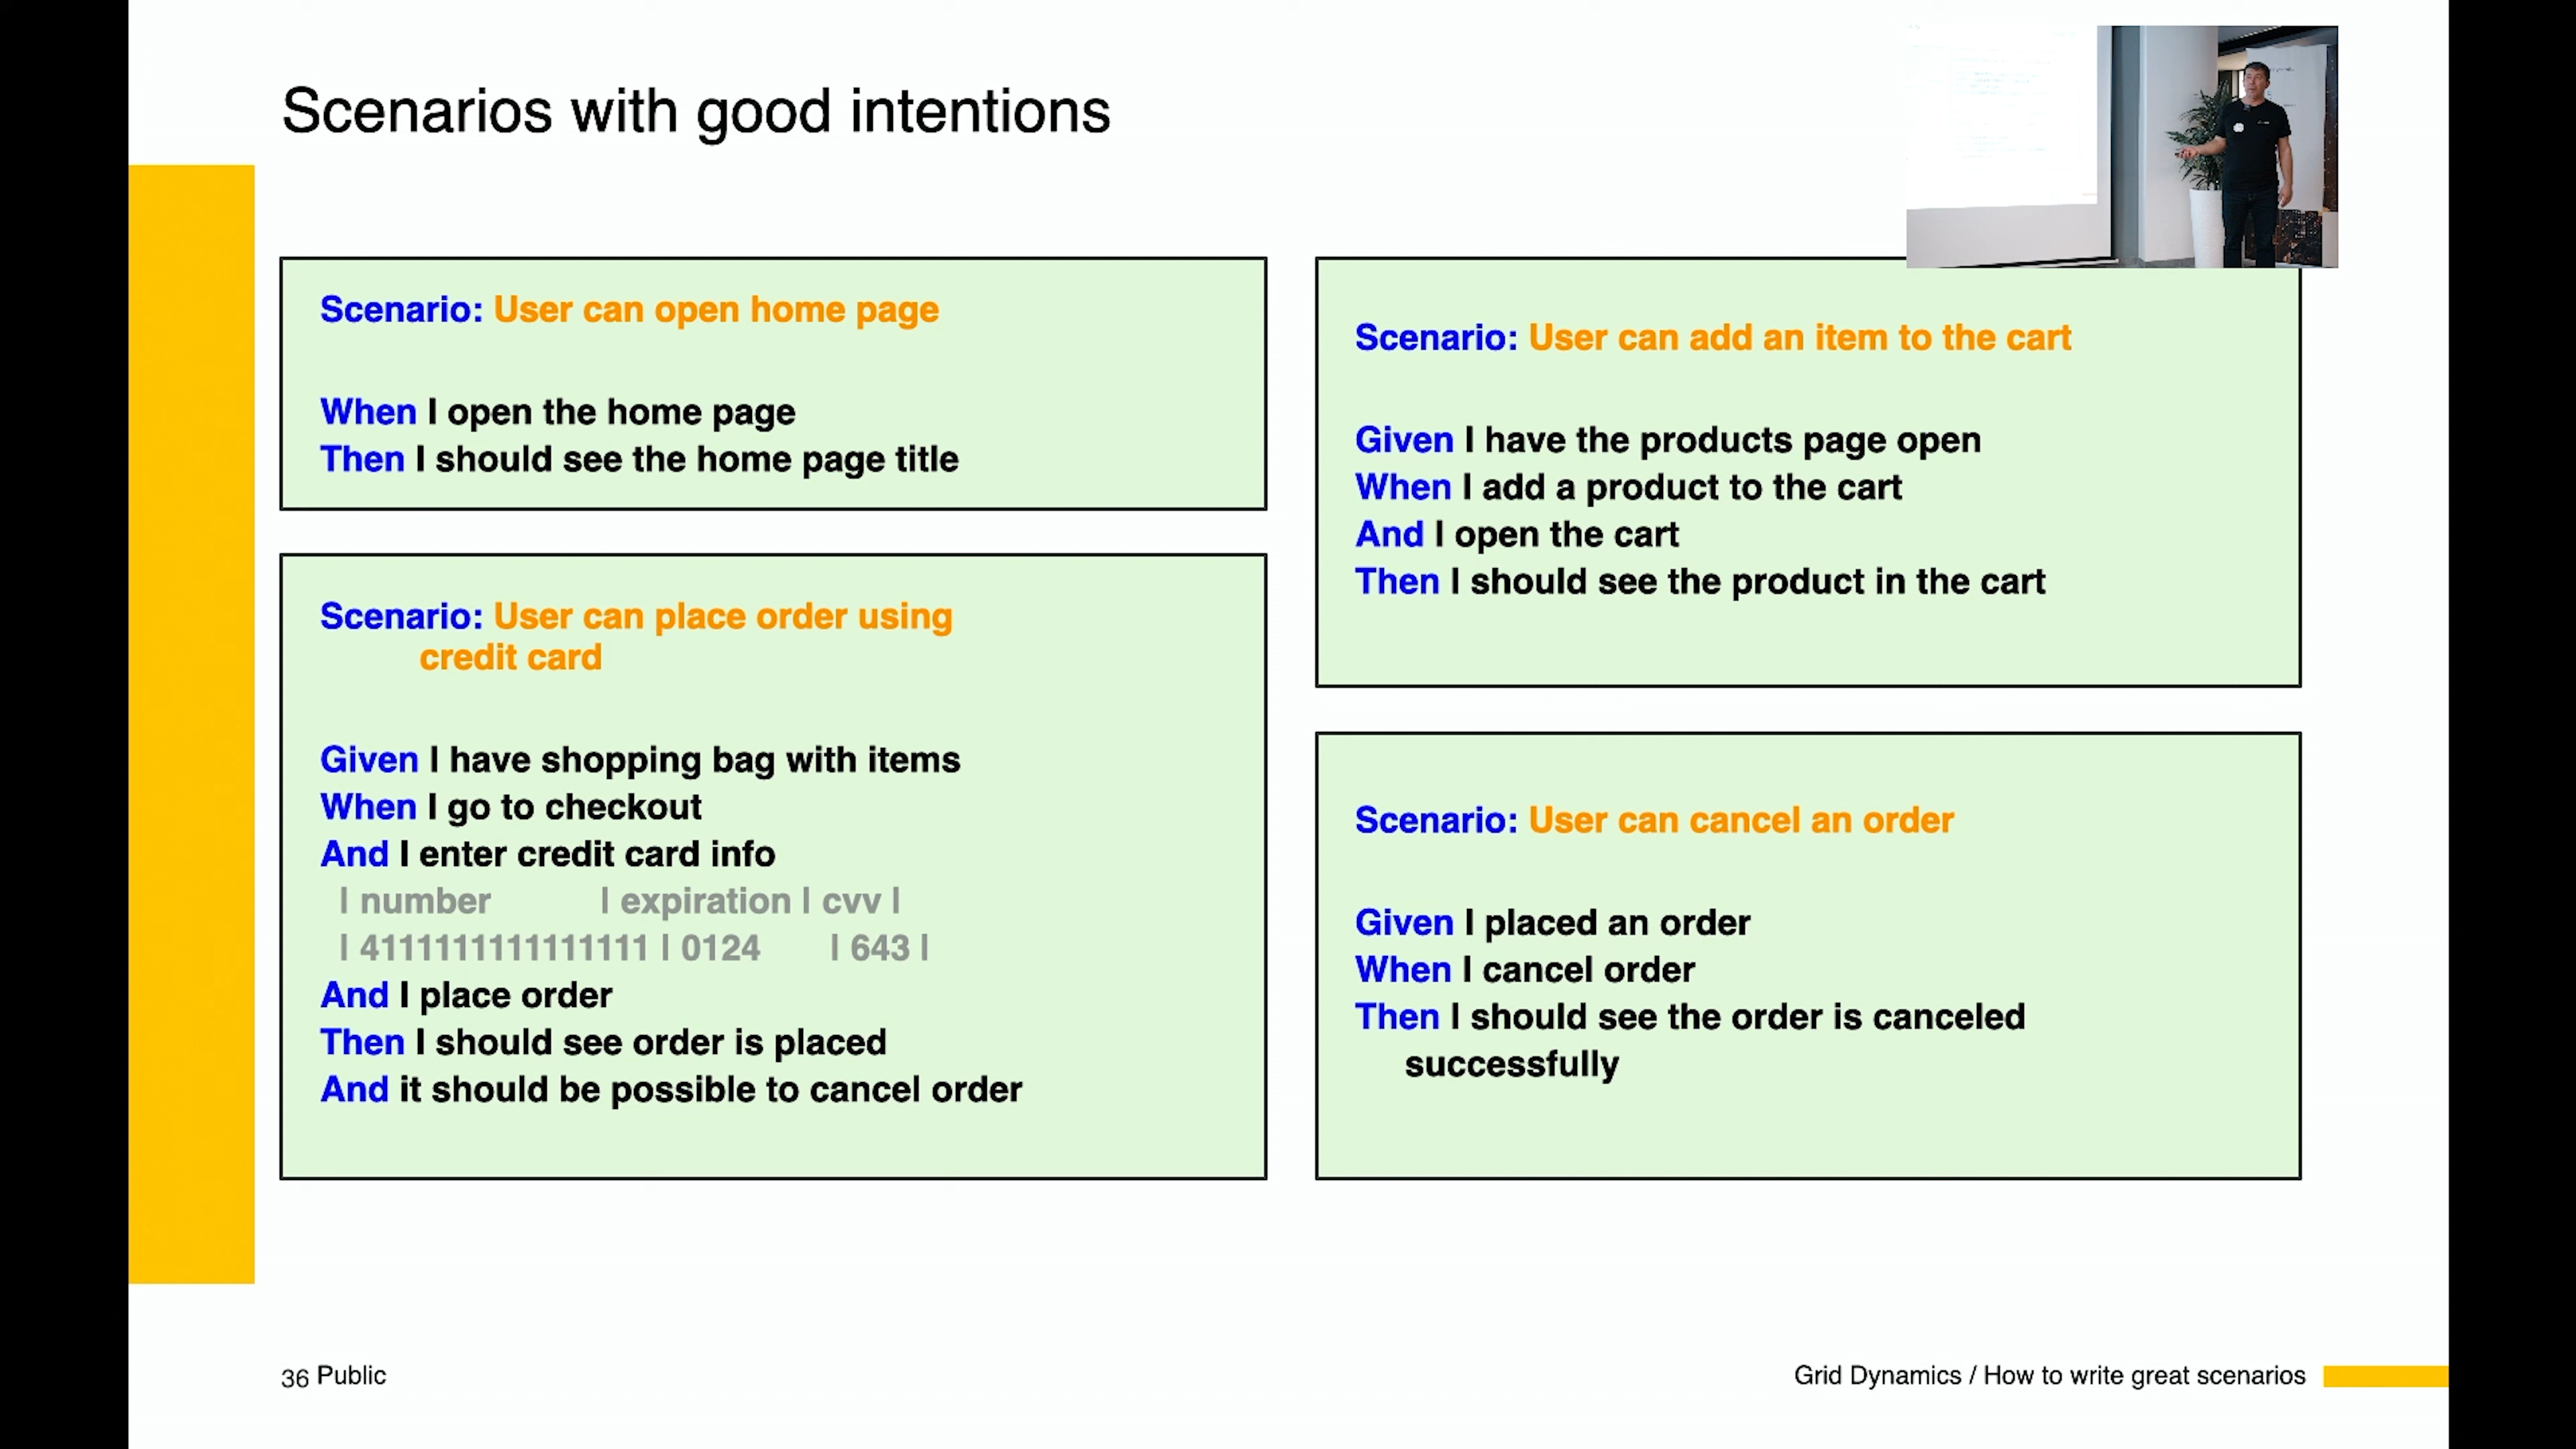 Scenarios with good intentions
Scenario: User can open home page
When I open the home page
Then I should see the home page title
Scenario: User can place order using
credit card
Given I have shopping bag with items
When I go to checkout
And I enter credit card info
| number | expiration | cvv |
| 4111111111111111 | 0124 | 643 |
And I place order
Then I should see order is placed
And it should be possible to cancel order
Scenario: User can add an item to the cart
Given I have the products page open
When I add a product to the cart
And I open the cart
Then I should see the product in the cart
Scenario: User can cancel an order
Given I placed an order
When I cancel order
Then I should see the order is canceled
successfully
36 Public
Grid Dynamics / How to write great scenarios